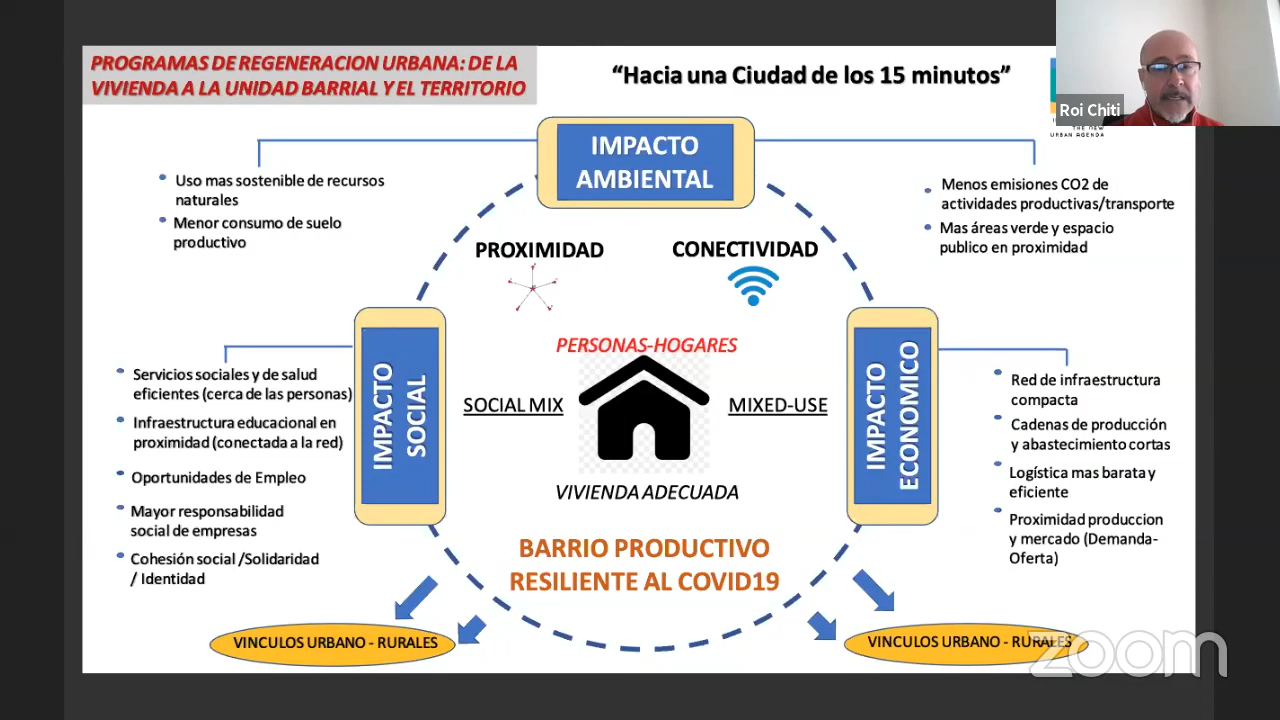 PROGRAMAS DE REGENERACION URBANA: DE LA
VIVIENDA A LA UNIDAD BARRIAL Y EL TERRITORIO
“Hacia una Ciudad de los 15 minutos”
Roi Chiti
THE NEW
URBAN AGENDA
IMPACTO
AMBIENTAL
Uso mas sostenible de recursos
naturales
Menor consumo de suelo
productivo
Menos emisiones CO2 de
actividades productivas/transporte
Mas áreas verde y espacio
publico en proximidad
PROXIMIDAD
CONECTIVIDAD
IMPACTO
SOCIAL
Servicios sociales y de salud
eficientes (cerca de las personas)
Infraestructura educacional en
proximidad (conectada a la red)
Oportunidades de Empleo
Mayor responsabilidad
social de empresas
Cohesión social /Solidaridad
/ Identidad
PERSONAS-HOGARES
SOCIAL MIX
MIXED-USE
VIVIENDA ADECUADA
IMPACTO
ECONOMICO
Red de infraestructura
compacta
Cadenas de producción
y abastecimiento cortas
Logística mas barata y
eficiente
Proximidad produccion
y mercado (Demanda-
Oferta)
BARRIO PRODUCTIVO
RESILIENTE AL COVID19
VINCULOS URBANO - RURALES
VINCULOS URBANO - RURALES
zoom